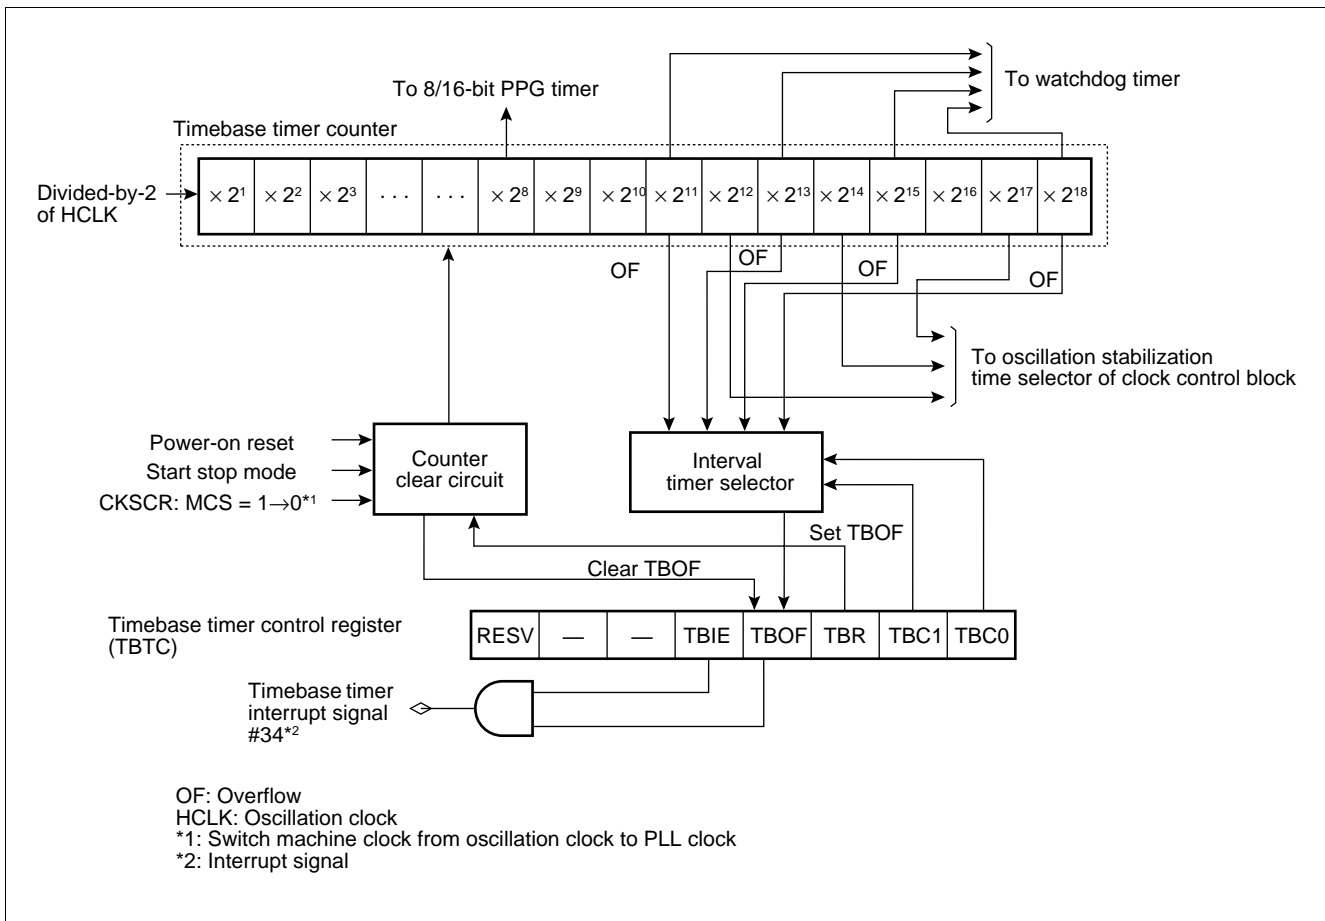 To watchdog timer
To 8/16-bit PPG timer
Timebase timer counter
Divided-by-2
of HCLK
× 2¹ × 2² × 2³ · · · · · · × 2⁸ × 2⁹ × 2¹⁰ × 2¹¹ × 2¹² × 2¹³ × 2¹⁴ × 2¹⁵ × 2¹⁶ × 2¹⁷ × 2¹⁸
OF OF OF OF
To oscillation stabilization
time selector of clock control block
Power-on reset
Start stop mode
CKSCR: MCS = 1→0*¹
Counter
clear circuit
Interval
timer selector
Set TBOF
Clear TBOF
Timebase timer control register
(TBTC)
RESV — — TBIE TBOF TBR TBC1 TBC0
Timebase timer
interrupt signal
#34*²
OF: Overflow
HCLK: Oscillation clock
*1: Switch machine clock from oscillation clock to PLL clock
*2: Interrupt signal